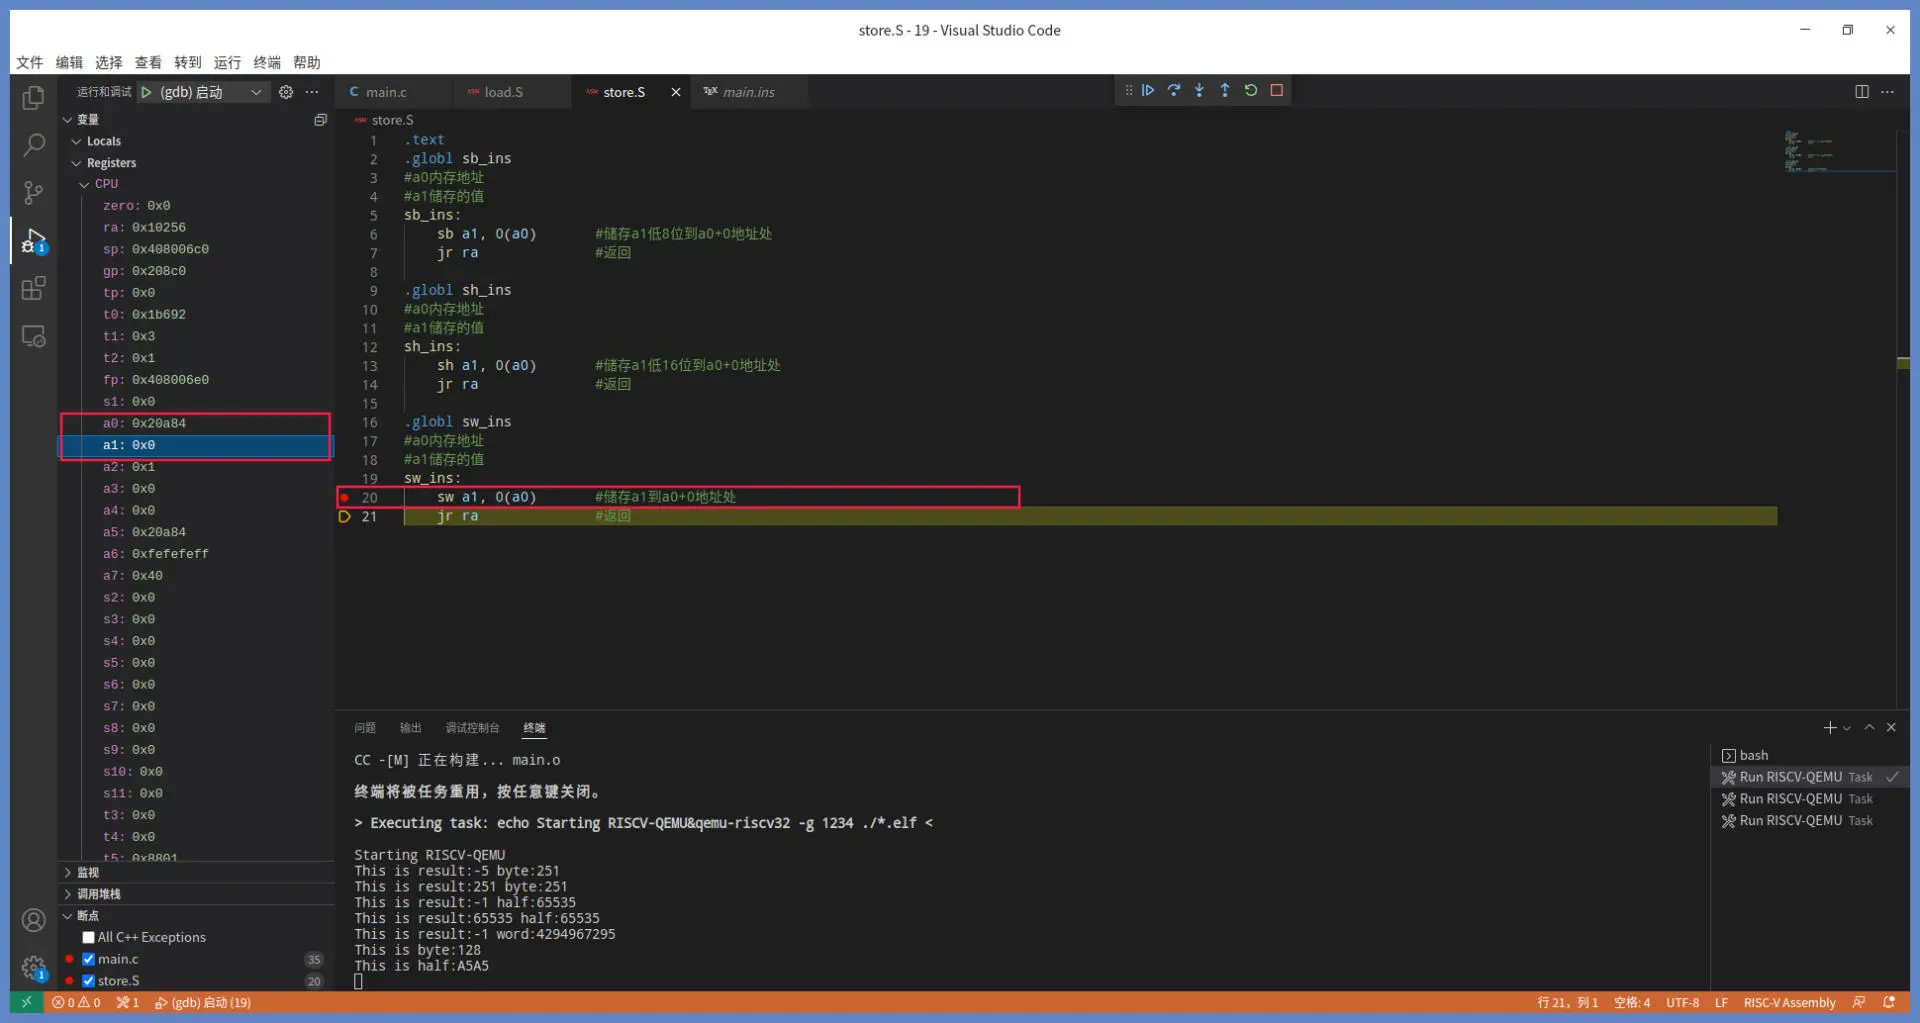 store.S - 19 - Visual Studio Code
文件 编辑 选择 查看 转到 运行 终端 帮助
运行和调试 (gdb) 启动
main.c load.S store.S main.ins
变量
Locals
Registers
CPU
zero: 0x0
ra: 0x10256
sp: 0x408006c0
gp: 0x208c0
tp: 0x0
t0: 0x1b692
t1: 0x3
t2: 0x1
fp: 0x408006e0
s1: 0x0
a0: 0x20a84
a1: 0x0
a2: 0x1
a3: 0x0
a4: 0x0
a5: 0x20a84
a6: 0xfefefeff
a7: 0x40
s2: 0x0
s3: 0x0
s4: 0x0
s5: 0x0
s6: 0x0
s7: 0x0
s8: 0x0
s9: 0x0
s10: 0x0
s11: 0x0
t3: 0x0
t4: 0x0
t5: 0x8801
监视
调用堆栈
断点
All C++ Exceptions
main.c 35
store.S 20
store.S
1 .text
2 .globl sb_ins
3 #a0内存地址
4 #a1储存的值
5 sb_ins:
6 sb a1, 0(a0) #储存a1低8位到a0+0地址处
7 jr ra #返回
8
9 .globl sh_ins
10 #a0内存地址
11 #a1储存的值
12 sh_ins:
13 sh a1, 0(a0) #储存a1低16位到a0+0地址处
14 jr ra #返回
15
16 .globl sw_ins
17 #a0内存地址
18 #a1储存的值
19 sw_ins:
20 sw a1, 0(a0) #储存a1到a0+0地址处
21 jr ra #返回
问题 输出 调试控制台 终端
CC -[M] 正在构建... main.o
终端将被任务重用，按任意键关闭。
> Executing task: echo Starting RISCV-QEMU&qemu-riscv32 -g 1234 ./*.elf <
Starting RISCV-QEMU
This is result:-5 byte:251
This is result:251 byte:251
This is result:-1 half:65535
This is result:65535 half:65535
This is result:-1 word:4294967295
This is byte:128
This is half:A5A5
bash
Run RISCV-QEMU Task
Run RISCV-QEMU Task
Run RISCV-QEMU Task
0 0 1 (gdb) 启动 (19) 行 21，列 1 空格: 4 UTF-8 LF RISC-V Assembly